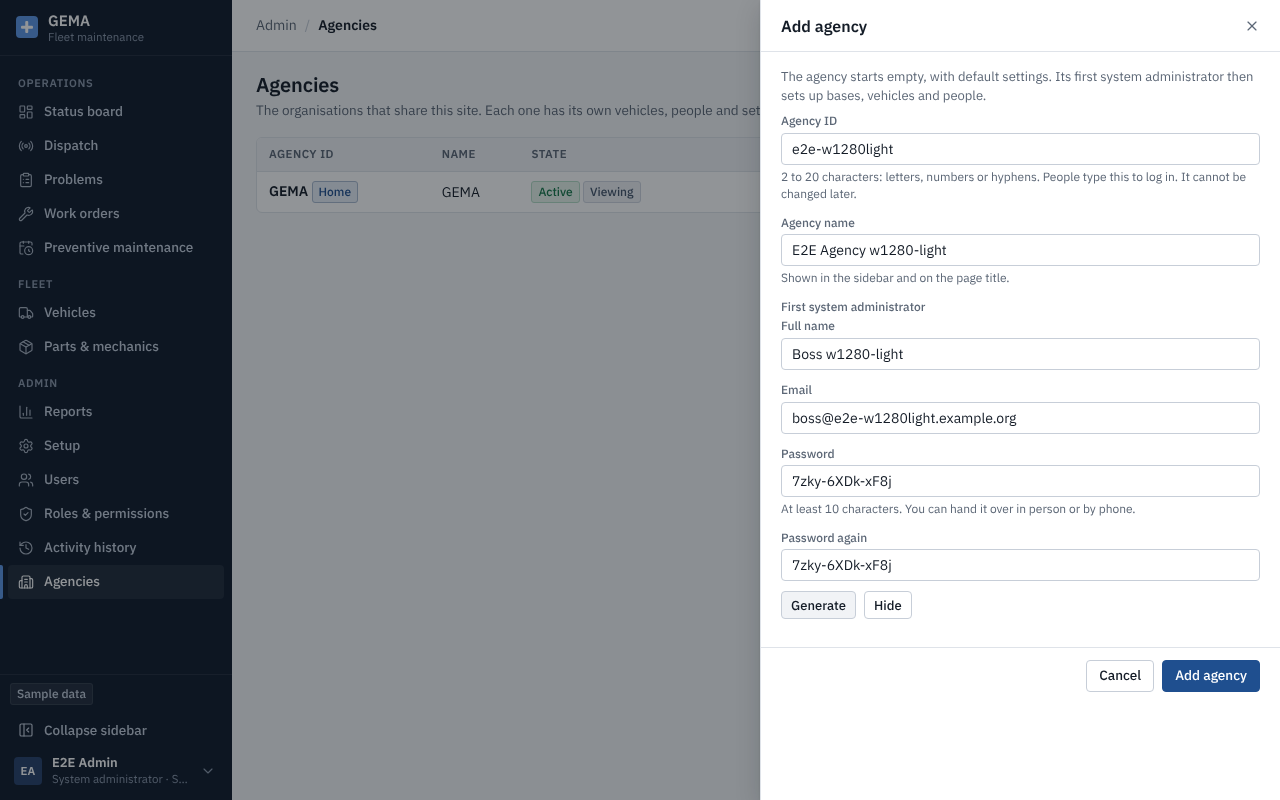 GEMA
Fleet maintenance
OPERATIONS
Status board
Dispatch
Problems
Work orders
Preventive maintenance
FLEET
Vehicles
Parts & mechanics
ADMIN
Reports
Setup
Users
Roles & permissions
Activity history
Agencies
Sample data
Collapse sidebar
EA
E2E Admin
System administrator · S...
Admin / Agencies
Agencies
The organisations that share this site. Each one has its own vehicles, people and set
AGENCY ID NAME STATE
GEMA Home GEMA Active Viewing
Add agency
The agency starts empty, with default settings. Its first system administrator then
sets up bases, vehicles and people.
Agency ID
e2e-w1280light
2 to 20 characters: letters, numbers or hyphens. People type this to log in. It cannot be
changed later.
Agency name
E2E Agency w1280-light
Shown in the sidebar and on the page title.
First system administrator
Full name
Boss w1280-light
Email
boss@e2e-w1280light.example.org
Password
7zky-6XDk-xF8j
At least 10 characters. You can hand it over in person or by phone.
Password again
7zky-6XDk-xF8j
Generate Hide
Cancel Add agency